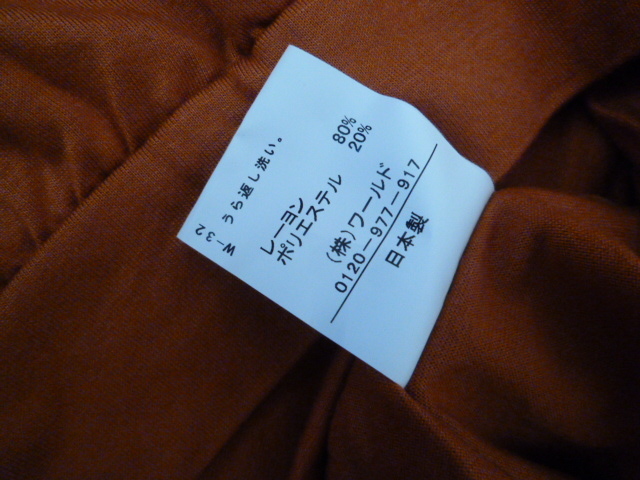 W-32
うら返し洗い。
レーヨン 80%
ポリエステル 20%
(株)ワールド
0120-977-917
日本製